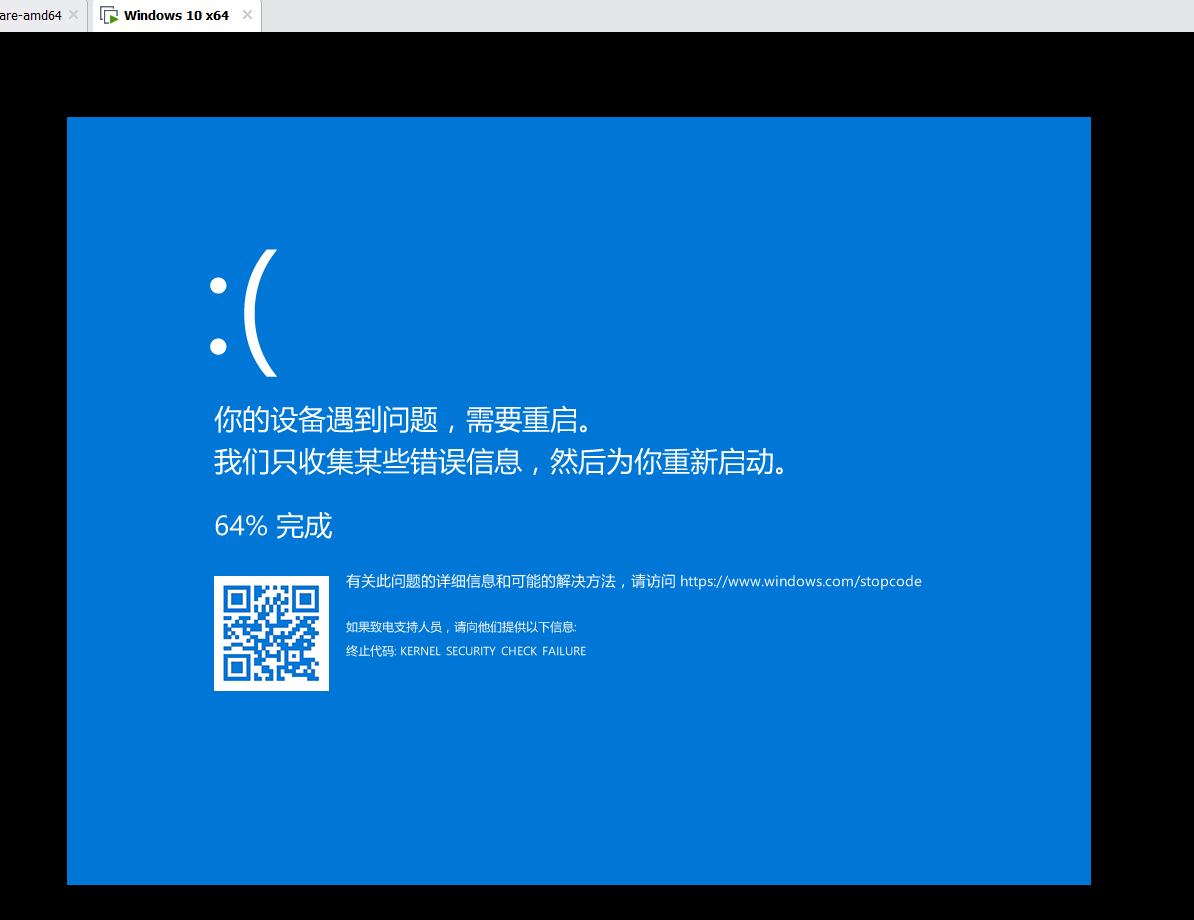 are-amd64
Windows 10 x64
:(
你的设备遇到问题，需要重启。
我们只收集某些错误信息，然后为你重新启动。
64% 完成
有关此问题的详细信息和可能的解决方法，请访问 https://www.windows.com/stopcode
如果致电支持人员，请向他们提供以下信息:
终止代码: KERNEL SECURITY CHECK FAILURE